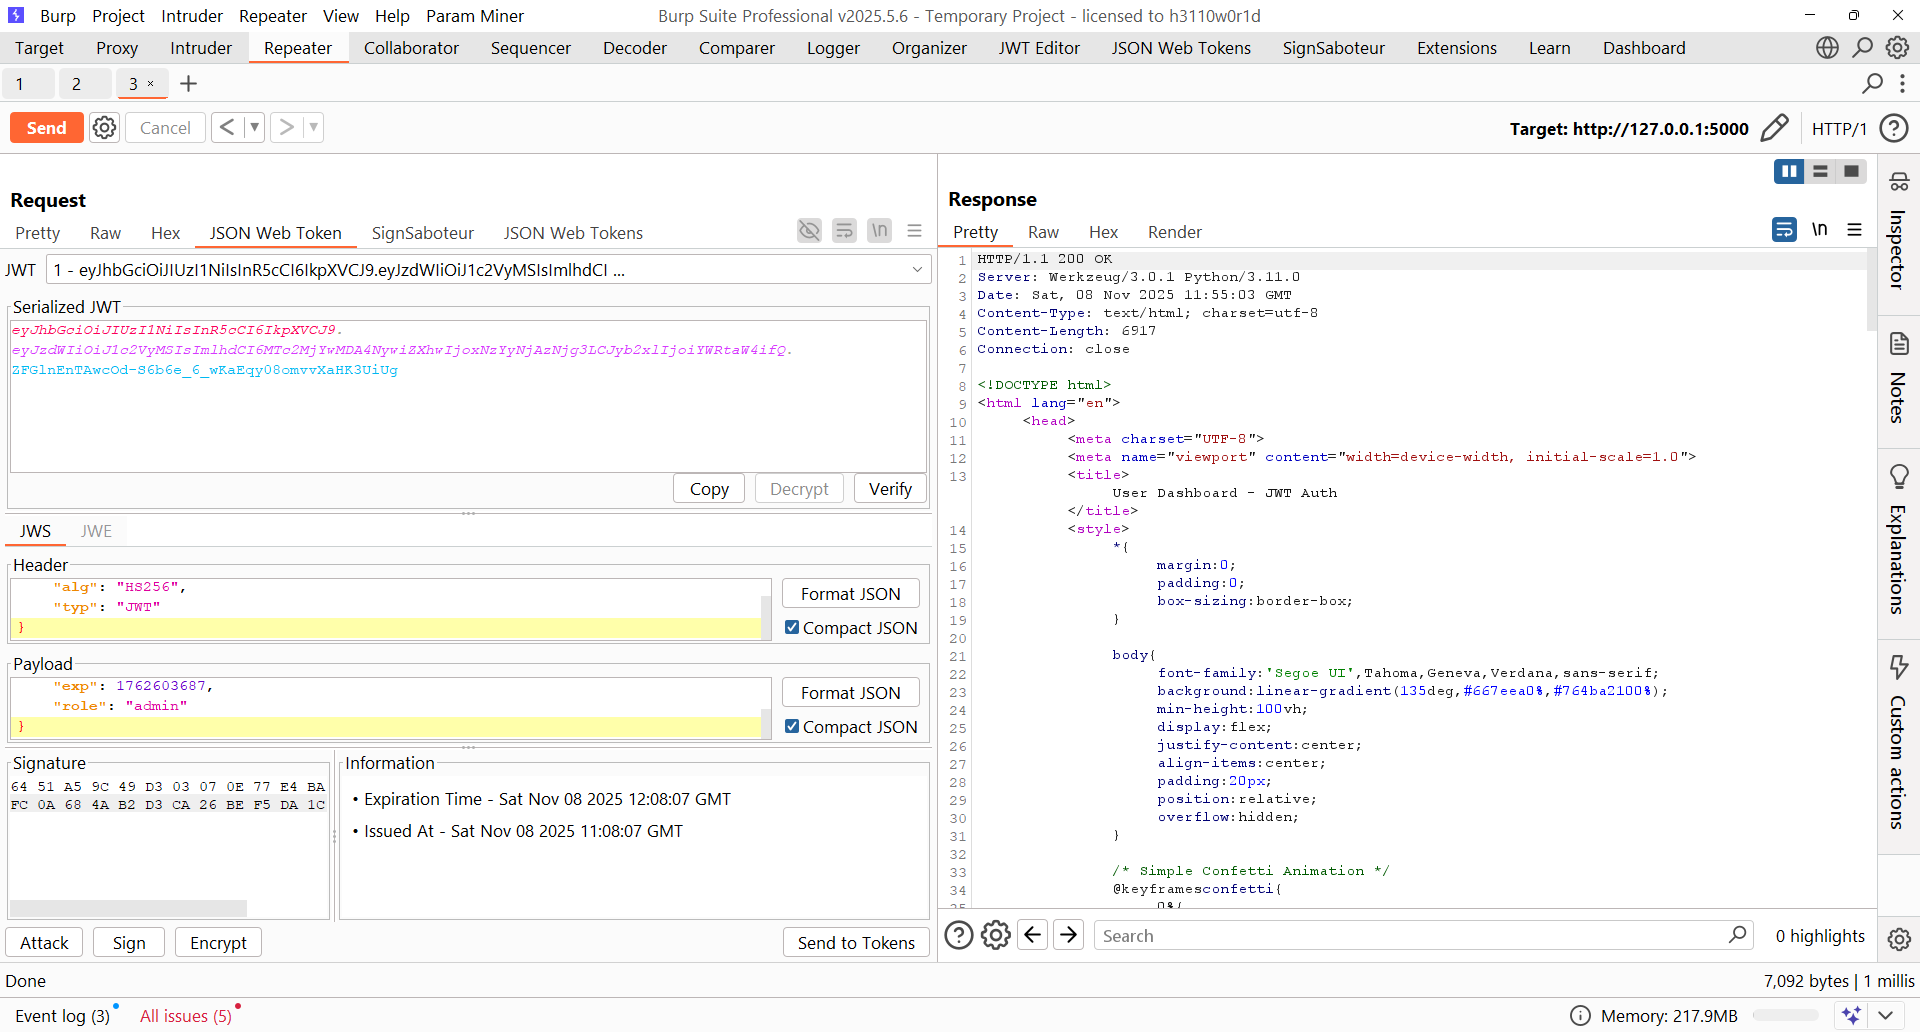 Burp Project Intruder Repeater View Help Param Miner
Burp Suite Professional v2025.5.6 - Temporary Project - licensed to h3110w0r1d
Target Proxy Intruder Repeater Collaborator Sequencer Decoder Comparer Logger Organizer JWT Editor JSON Web Tokens SignSaboteur Extensions Learn Dashboard
1 2 3 × +
Send Cancel < ▾ > ▾
Target: http://127.0.0.1:5000 HTTP/1 ?
Request
Pretty Raw Hex JSON Web Token SignSaboteur JSON Web Tokens \n
JWT 1 - eyJhbGciOiJIUzI1NiIsInR5cCI6IkpXVCJ9.eyJzdWIiOiJ1c2VyMSIsImlhdCI ...
Serialized JWT
eyJhbGciOiJIUzI1NiIsInR5cCI6IkpXVCJ9.
eyJzdWIiOiJ1c2VyMSIsImlhdCI6MTc2MjYwMDA4NywiZXhwIjoxNzYyNjAzNjg3LCJyb2xlIjoiYWRtaW4ifQ.
ZFGlnEnTAwcOd-S6b6e_6_wKaEqy08omvvXaHK3UiUg
Copy Decrypt Verify
JWS JWE
Header
"alg": "HS256",
"typ": "JWT"
}
Format JSON
Compact JSON
Payload
"exp": 1762603687,
"role": "admin"
}
Format JSON
Compact JSON
Signature
64 51 A5 9C 49 D3 03 07 0E 77 E4 BA
FC 0A 68 4A B2 D3 CA 26 BE F5 DA 1C
Information
• Expiration Time - Sat Nov 08 2025 12:08:07 GMT
• Issued At - Sat Nov 08 2025 11:08:07 GMT
Attack Sign Encrypt Send to Tokens
Response
Pretty Raw Hex Render \n
1 HTTP/1.1 200 OK
2 Server: Werkzeug/3.0.1 Python/3.11.0
3 Date: Sat, 08 Nov 2025 11:55:03 GMT
4 Content-Type: text/html; charset=utf-8
5 Content-Length: 6917
6 Connection: close
7
8 <!DOCTYPE html>
9 <html lang="en">
10 <head>
11 <meta charset="UTF-8">
12 <meta name="viewport" content="width=device-width, initial-scale=1.0">
13 <title>
User Dashboard - JWT Auth
</title>
14 <style>
15 *{
16 margin:0;
17 padding:0;
18 box-sizing:border-box;
19 }
20
21 body{
22 font-family:'Segoe UI',Tahoma,Geneva,Verdana,sans-serif;
23 background:linear-gradient(135deg,#667eea0%,#764ba2100%);
24 min-height:100vh;
25 display:flex;
26 justify-content:center;
27 align-items:center;
28 padding:20px;
29 position:relative;
30 overflow:hidden;
31 }
32
33 /* Simple Confetti Animation */
34 @keyframesconfetti{
35 0%{
? Search 0 highlights
Inspector
Notes
Explanations
Custom actions
Done
7,092 bytes | 1 millis
Event log (3) All issues (5)
Memory: 217.9MB